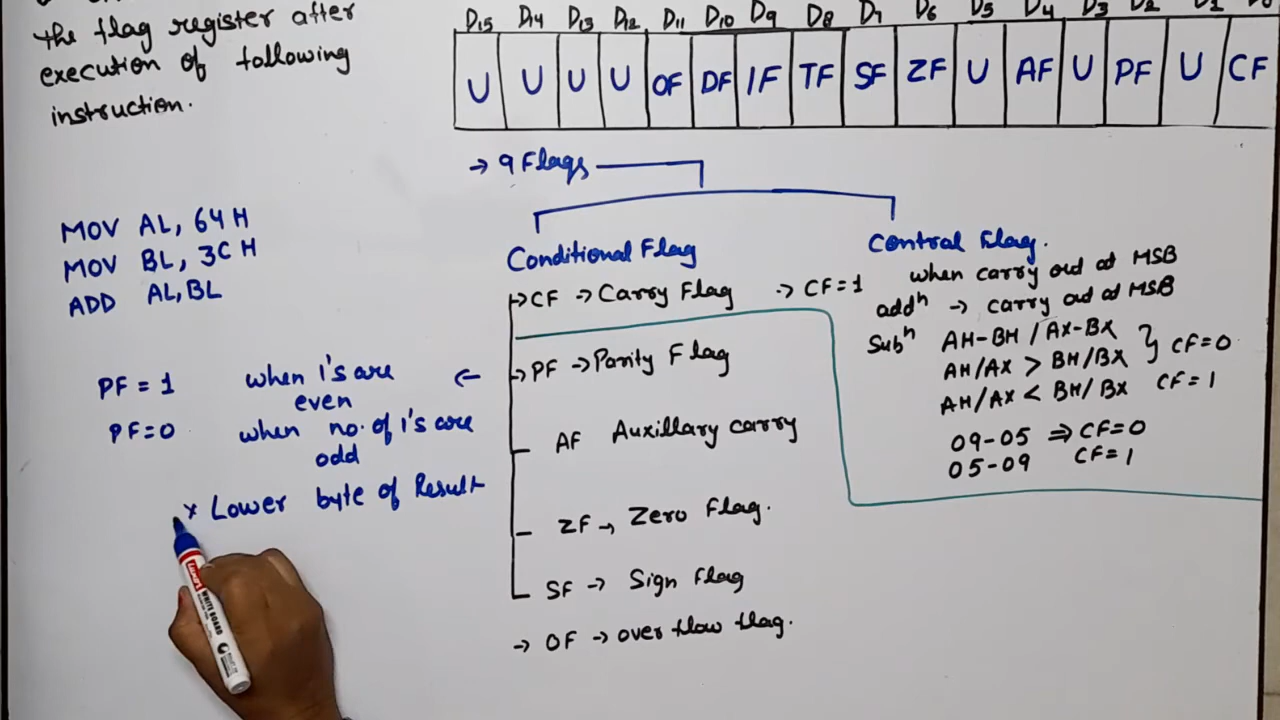 the flag register after
execution of following
instruction.
D15 D14 D13 D12 D11 D10 D9 D8 D7 D6 D5 D4 D3 D2 D1 D0
U U U U OF DF IF TF SF ZF U AF U PF U CF
→ 9 Flags
MOV AL, 64 H
MOV BL, 3C H
ADD AL, BL
Conditional Flag
Control Flag.
→ CF → Carry Flag → CF = 1 when carry out at MSB
addⁿ → carry out at MSB
Subⁿ AH-BH / AX-BX
AH/AX > BH/BX } CF=0
AH/AX < BH/BX CF=1
09-05 ⇒ CF=0
05-09 CF=1
PF = 1 when 1's are
even
← → PF → Parity Flag
PF=0 when no. of 1's are
odd
AF Auxillary carry
* Lower byte of Result
ZF → Zero Flag.
SF → Sign Flag
→ OF → over flow flag.
WHITE BOARD
MARKER